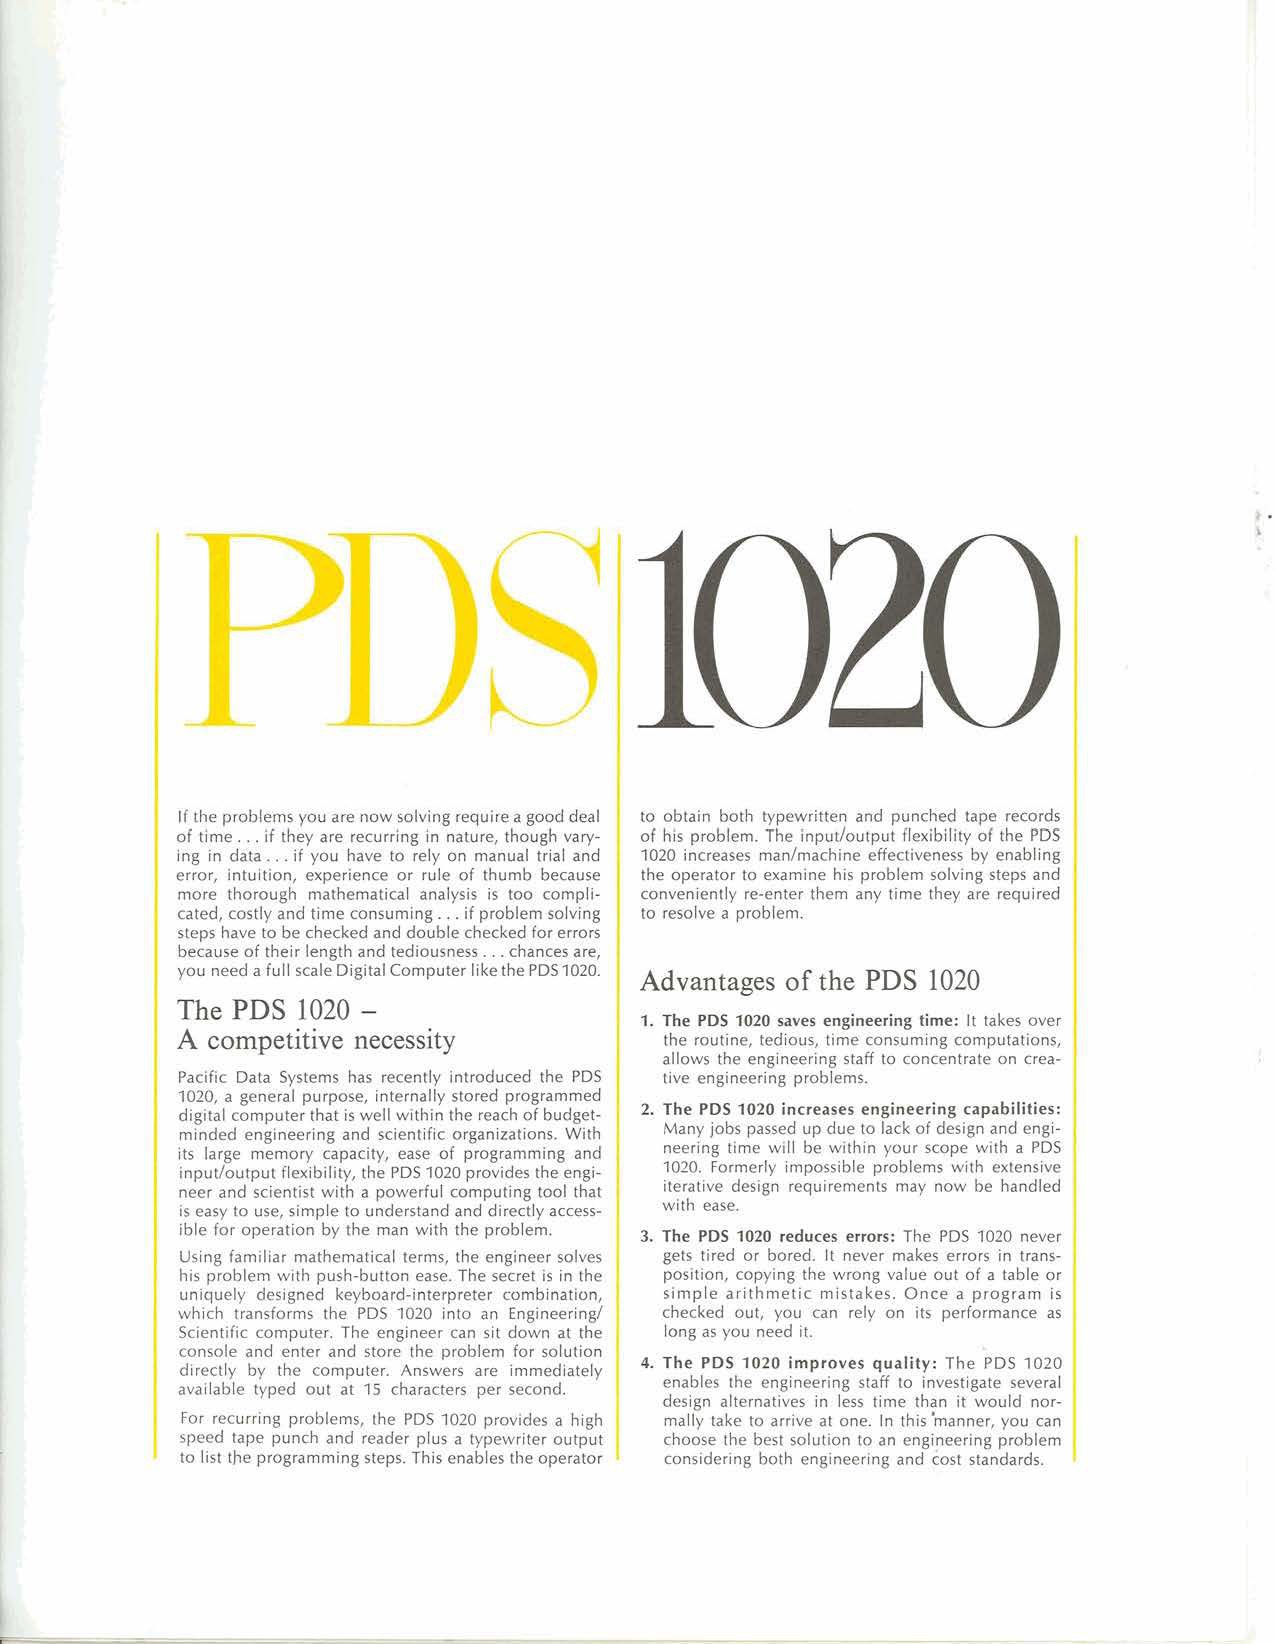 PDS 1020
If the problems you are now solving require a good deal
of time . . . if they are recurring in nature, though vary-
ing in data . . . if you have to rely on manual trial and
error, intuition, experience or rule of thumb because
more thorough mathematical analysis is too compli-
cated, costly and time consuming . . . if problem solving
steps have to be checked and double checked for errors
because of their length and tediousness . . . chances are,
you need a full scale Digital Computer like the PDS 1020.
The PDS 1020 –
A competitive necessity
Pacific Data Systems has recently introduced the PDS
1020, a general purpose, internally stored programmed
digital computer that is well within the reach of budget-
minded engineering and scientific organizations. With
its large memory capacity, ease of programming and
input/output flexibility, the PDS 1020 provides the engi-
neer and scientist with a powerful computing tool that
is easy to use, simple to understand and directly access-
ible for operation by the man with the problem.
Using familiar mathematical terms, the engineer solves
his problem with push-button ease. The secret is in the
uniquely designed keyboard-interpreter combination,
which transforms the PDS 1020 into an Engineering/
Scientific computer. The engineer can sit down at the
console and enter and store the problem for solution
directly by the computer. Answers are immediately
available typed out at 15 characters per second.
For recurring problems, the PDS 1020 provides a high
speed tape punch and reader plus a typewriter output
to list the programming steps. This enables the operator
to obtain both typewritten and punched tape records
of his problem. The input/output flexibility of the PDS
1020 increases man/machine effectiveness by enabling
the operator to examine his problem solving steps and
conveniently re-enter them any time they are required
to resolve a problem.
Advantages of the PDS 1020
1. The PDS 1020 saves engineering time: It takes over
the routine, tedious, time consuming computations,
allows the engineering staff to concentrate on crea-
tive engineering problems.
2. The PDS 1020 increases engineering capabilities:
Many jobs passed up due to lack of design and engi-
neering time will be within your scope with a PDS
1020. Formerly impossible problems with extensive
iterative design requirements may now be handled
with ease.
3. The PDS 1020 reduces errors: The PDS 1020 never
gets tired or bored. It never makes errors in trans-
position, copying the wrong value out of a table or
simple arithmetic mistakes. Once a program is
checked out, you can rely on its performance as
long as you need it.
4. The PDS 1020 improves quality: The PDS 1020
enables the engineering staff to investigate several
design alternatives in less time than it would nor-
mally take to arrive at one. In this manner, you can
choose the best solution to an engineering problem
considering both engineering and cost standards.